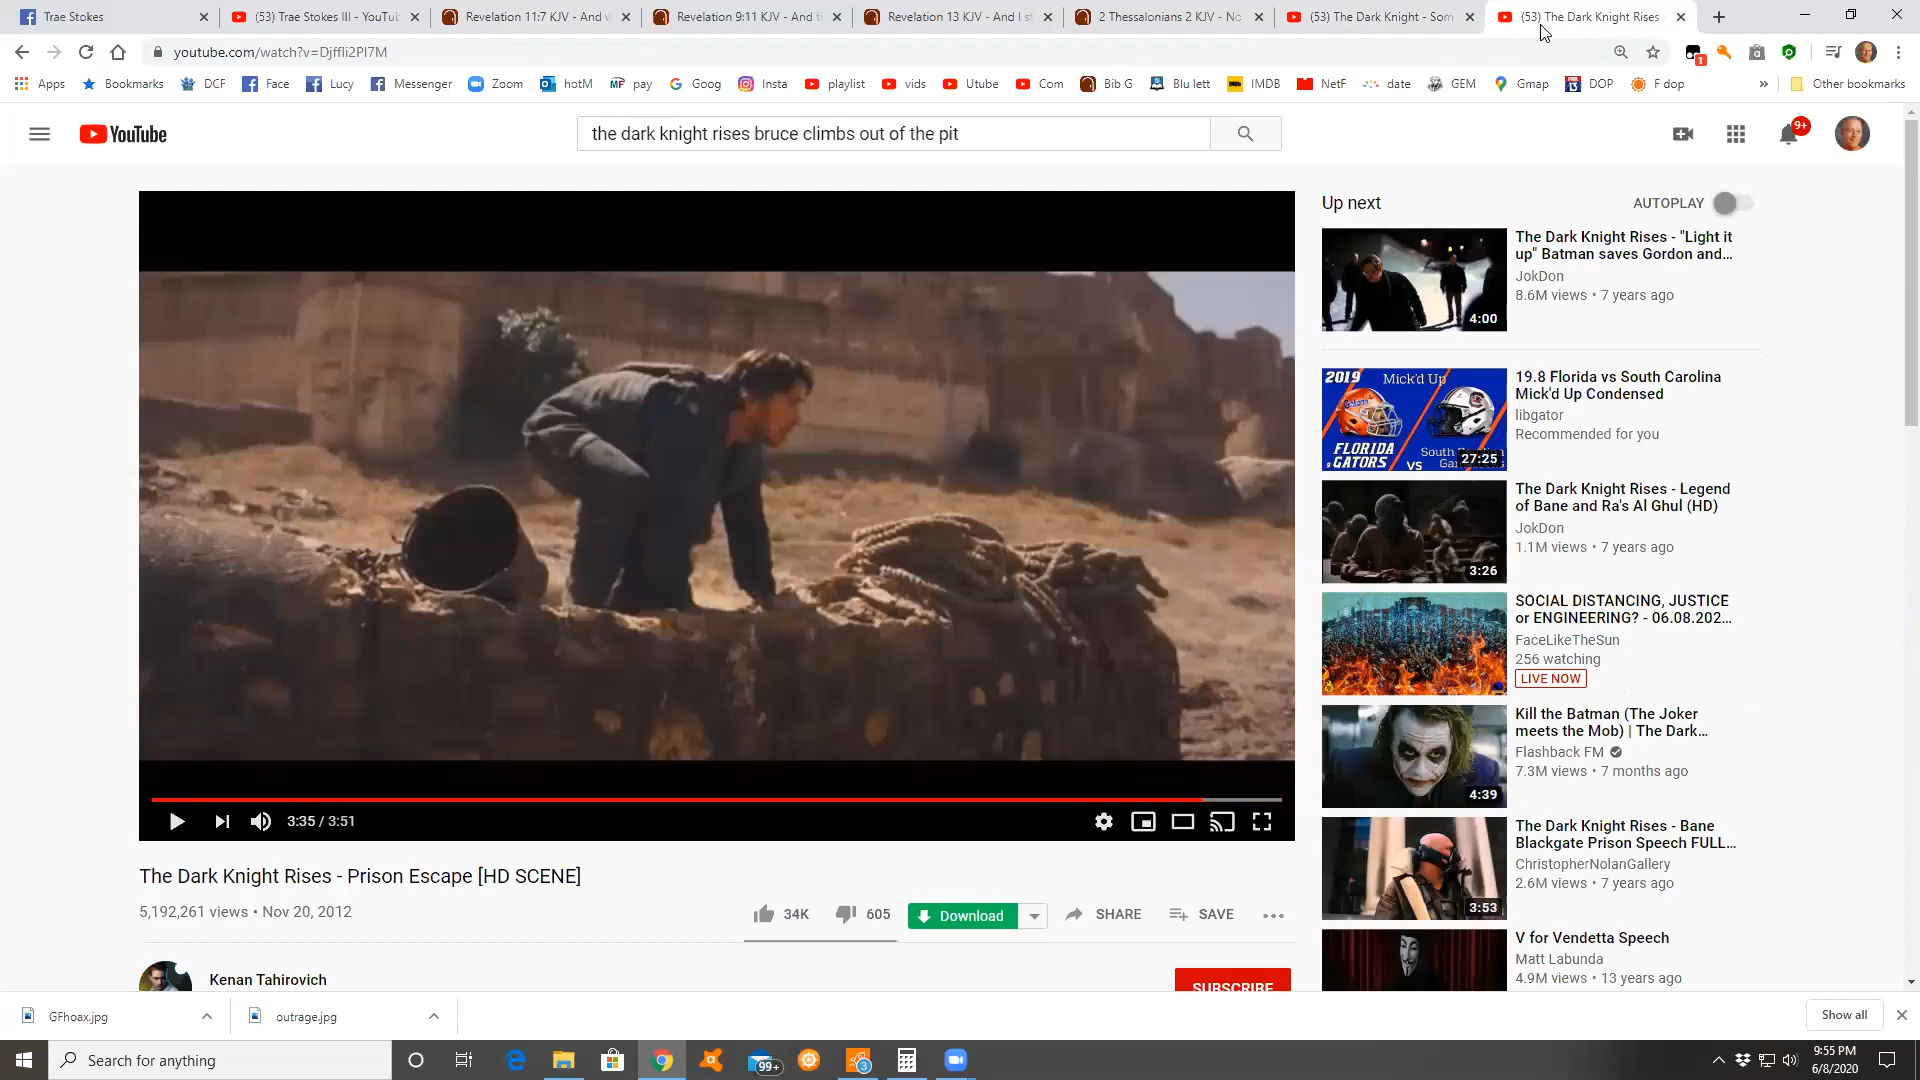 Trae Stokes
(53) Trae Stokes III - YouTub
Revelation 11:7 KJV - And w
Revelation 9:11 KJV - And t
Revelation 13 KJV - And I st
2 Thessalonians 2 KJV - No
(53) The Dark Knight - Som
(53) The Dark Knight Rises -
youtube.com/watch?v=Djffli2Pl7M
1
Apps
Bookmarks
DCF
Face
Lucy
Messenger
Zoom
hotM
MF pay
Goog
Insta
playlist
vids
Utube
Com
Bib G
Blu lett
IMDB
NetF
date
GEM
Gmap
DOP
F dop
»
Other bookmarks
YouTube
the dark knight rises bruce climbs out of the pit
9+
3:35 / 3:51
The Dark Knight Rises - Prison Escape [HD SCENE]
5,192,261 views • Nov 20, 2012
34K
605
Download
SHARE
SAVE
Kenan Tahirovich
SUBSCRIBE
Up next
AUTOPLAY
4:00
The Dark Knight Rises - "Light it
up" Batman saves Gordon and...
JokDon
8.6M views • 7 years ago
2019 Mick'd Up
FLORIDA
GATORS
VS
South
27:25
19.8 Florida vs South Carolina
Mick'd Up Condensed
libgator
Recommended for you
3:26
The Dark Knight Rises - Legend
of Bane and Ra's Al Ghul (HD)
JokDon
1.1M views • 7 years ago
SOCIAL DISTANCING, JUSTICE
or ENGINEERING? - 06.08.202...
FaceLikeTheSun
256 watching
LIVE NOW
4:39
Kill the Batman (The Joker
meets the Mob) | The Dark...
Flashback FM
7.3M views • 7 months ago
3:53
The Dark Knight Rises - Bane
Blackgate Prison Speech FULL...
ChristopherNolanGallery
2.6M views • 7 years ago
V for Vendetta Speech
Matt Labunda
4.9M views • 13 years ago
GFhoax.jpg
outrage.jpg
Show all
Search for anything
99+
3
9:55 PM
6/8/2020